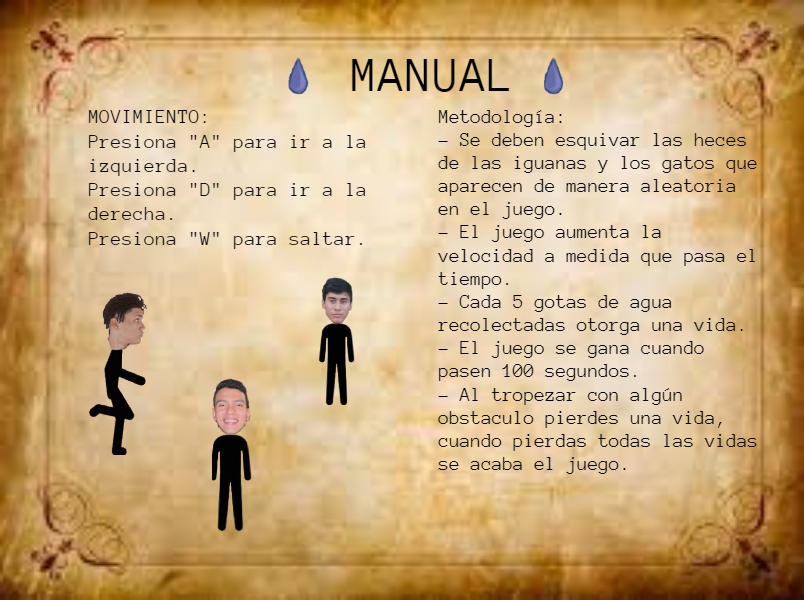 MANUAL
MOVIMIENTO:
Presiona "A" para ir a la
izquierda.
Presiona "D" para ir a la
derecha.
Presiona "W" para saltar.
Metodología:
- Se deben esquivar las heces
de las iguanas y los gatos que
aparecen de manera aleatoria
en el juego.
- El juego aumenta la
velocidad a medida que pasa el
tiempo.
- Cada 5 gotas de agua
recolectadas otorga una vida.
- El juego se gana cuando
pasen 100 segundos.
- Al tropezar con algún
obstaculo pierdes una vida,
cuando pierdas todas las vidas
se acaba el juego.